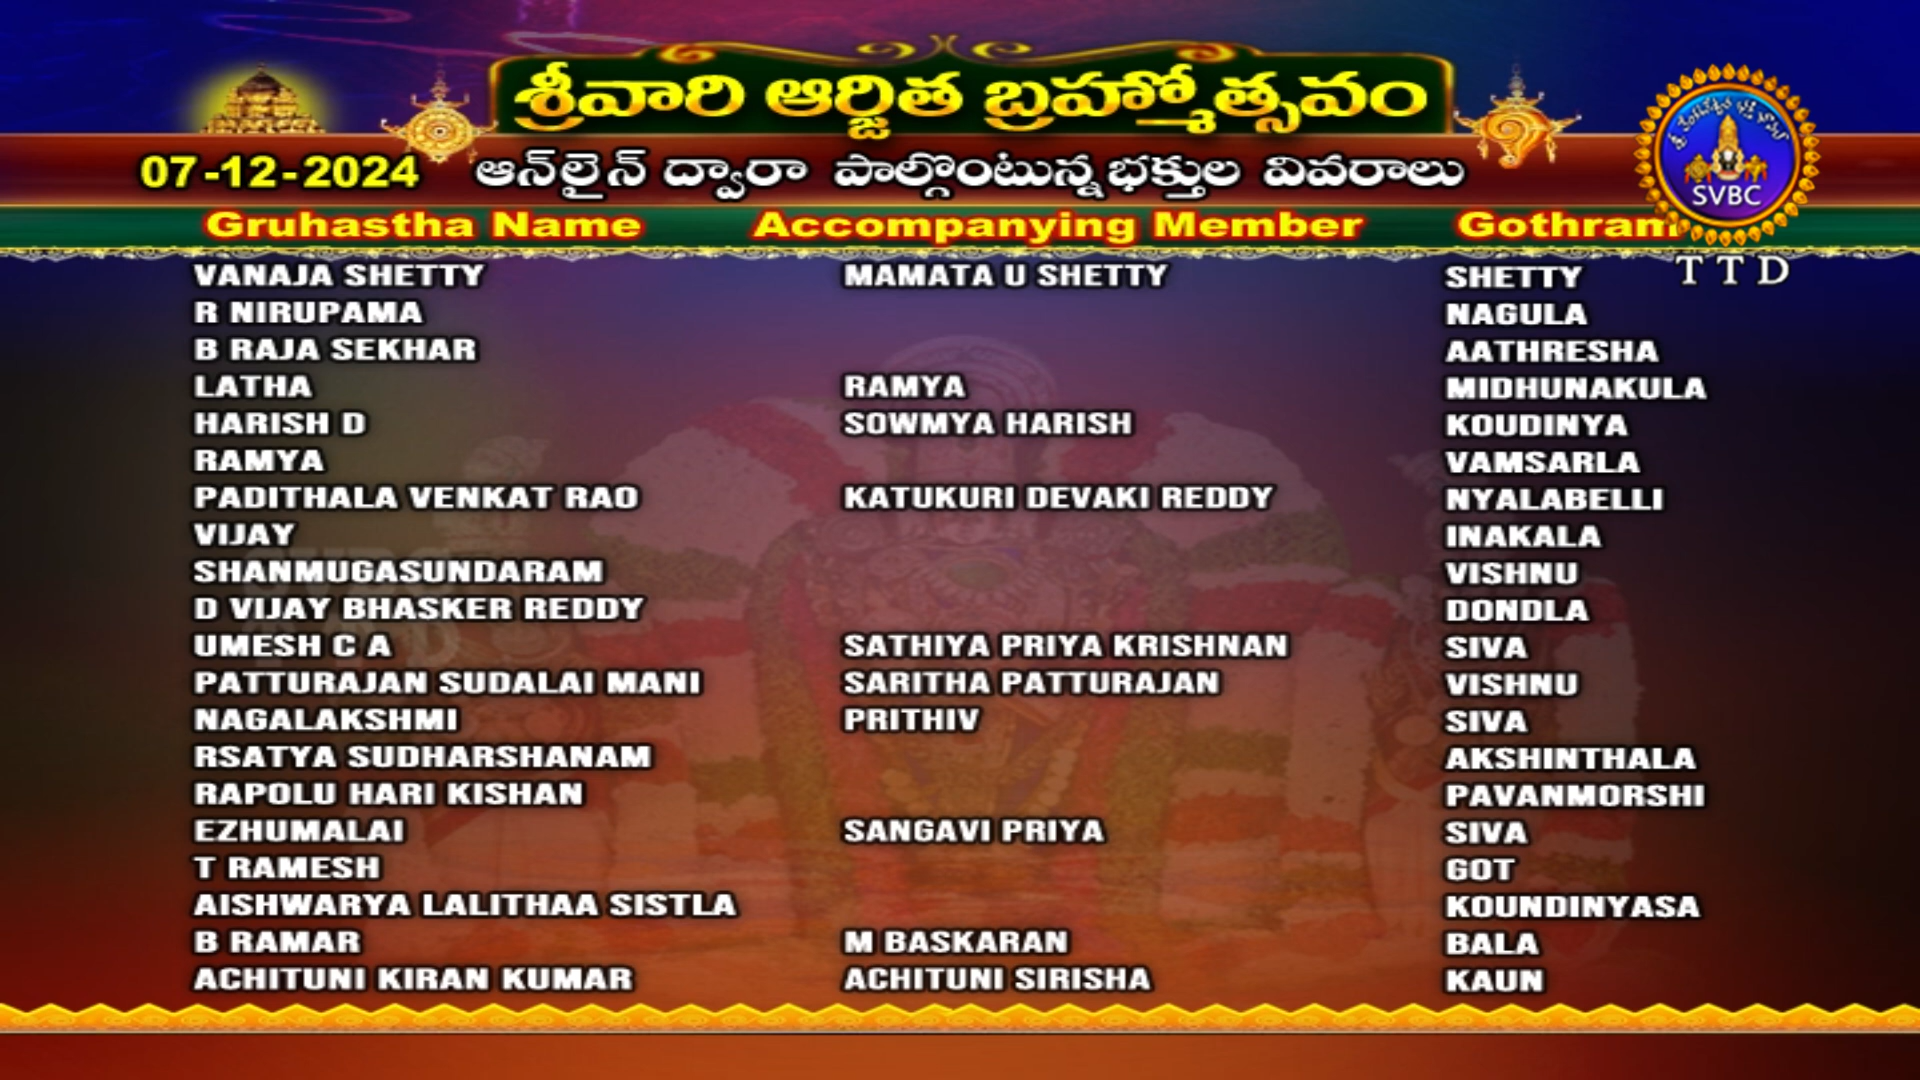 శ్రీవారి ఆర్జిత బ్రహ్మోత్సవం
07-12-2024 ఆన్‌లైన్ ద్వారా పాల్గొంటున్న భక్తుల వివరాలు
SVBC
TTD
Gruhastha Name Accompanying Member Gothram
VANAJA SHETTY MAMATA U SHETTY SHETTY
R NIRUPAMA NAGULA
B RAJA SEKHAR AATHRESHA
LATHA RAMYA MIDHUNAKULA
HARISH D SOWMYA HARISH KOUDINYA
RAMYA VAMSARLA
PADITHALA VENKAT RAO KATUKURI DEVAKI REDDY NYALABELLI
VIJAY INAKALA
SHANMUGASUNDARAM VISHNU
D VIJAY BHASKER REDDY DONDLA
UMESH C A SATHIYA PRIYA KRISHNAN SIVA
PATTURAJAN SUDALAI MANI SARITHA PATTURAJAN VISHNU
NAGALAKSHMI PRITHIV SIVA
RSATYA SUDHARSHANAM AKSHINTHALA
RAPOLU HARI KISHAN PAVANMORSHI
EZHUMALAI SANGAVI PRIYA SIVA
T RAMESH GOT
AISHWARYA LALITHAA SISTLA KOUNDINYASA
B RAMAR M BASKARAN BALA
ACHITUNI KIRAN KUMAR ACHITUNI SIRISHA KAUN